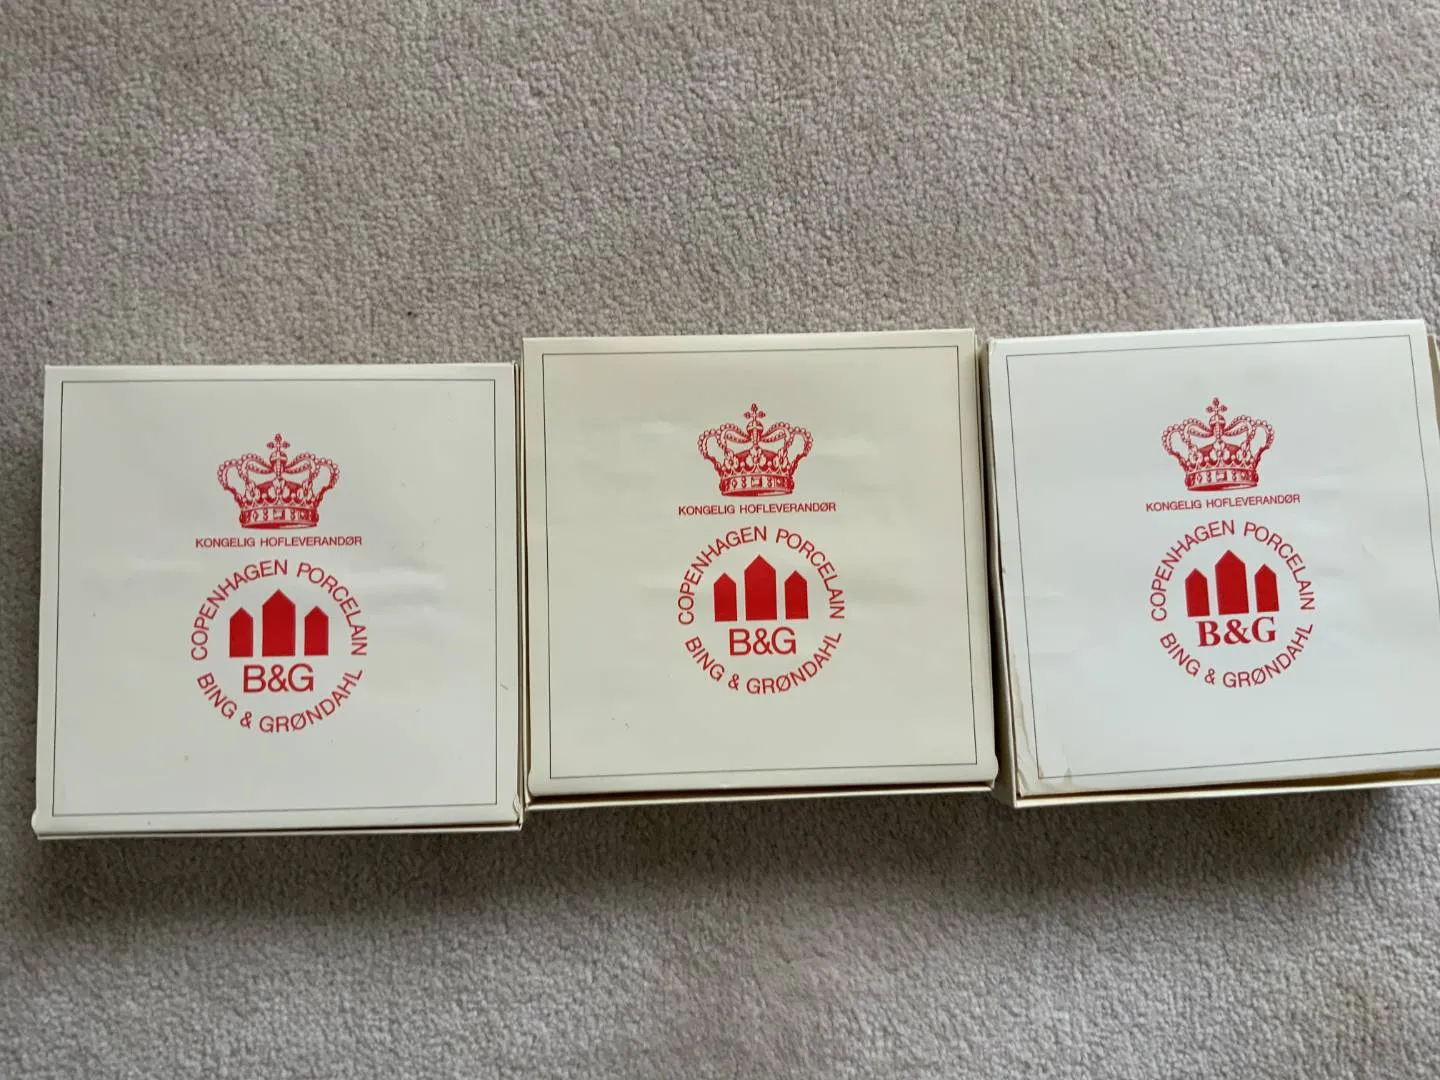 KONGELIG HOFLEVERANDØR
COPENHAGEN PORCELAIN
B&G
BING & GRØNDAHL
KONGELIG HOFLEVERANDØR
COPENHAGEN PORCELAIN
B&G
BING & GRØNDAHL
KONGELIG HOFLEVERANDØR
COPENHAGEN PORCELAIN
B&G
BING & GRØNDAHL